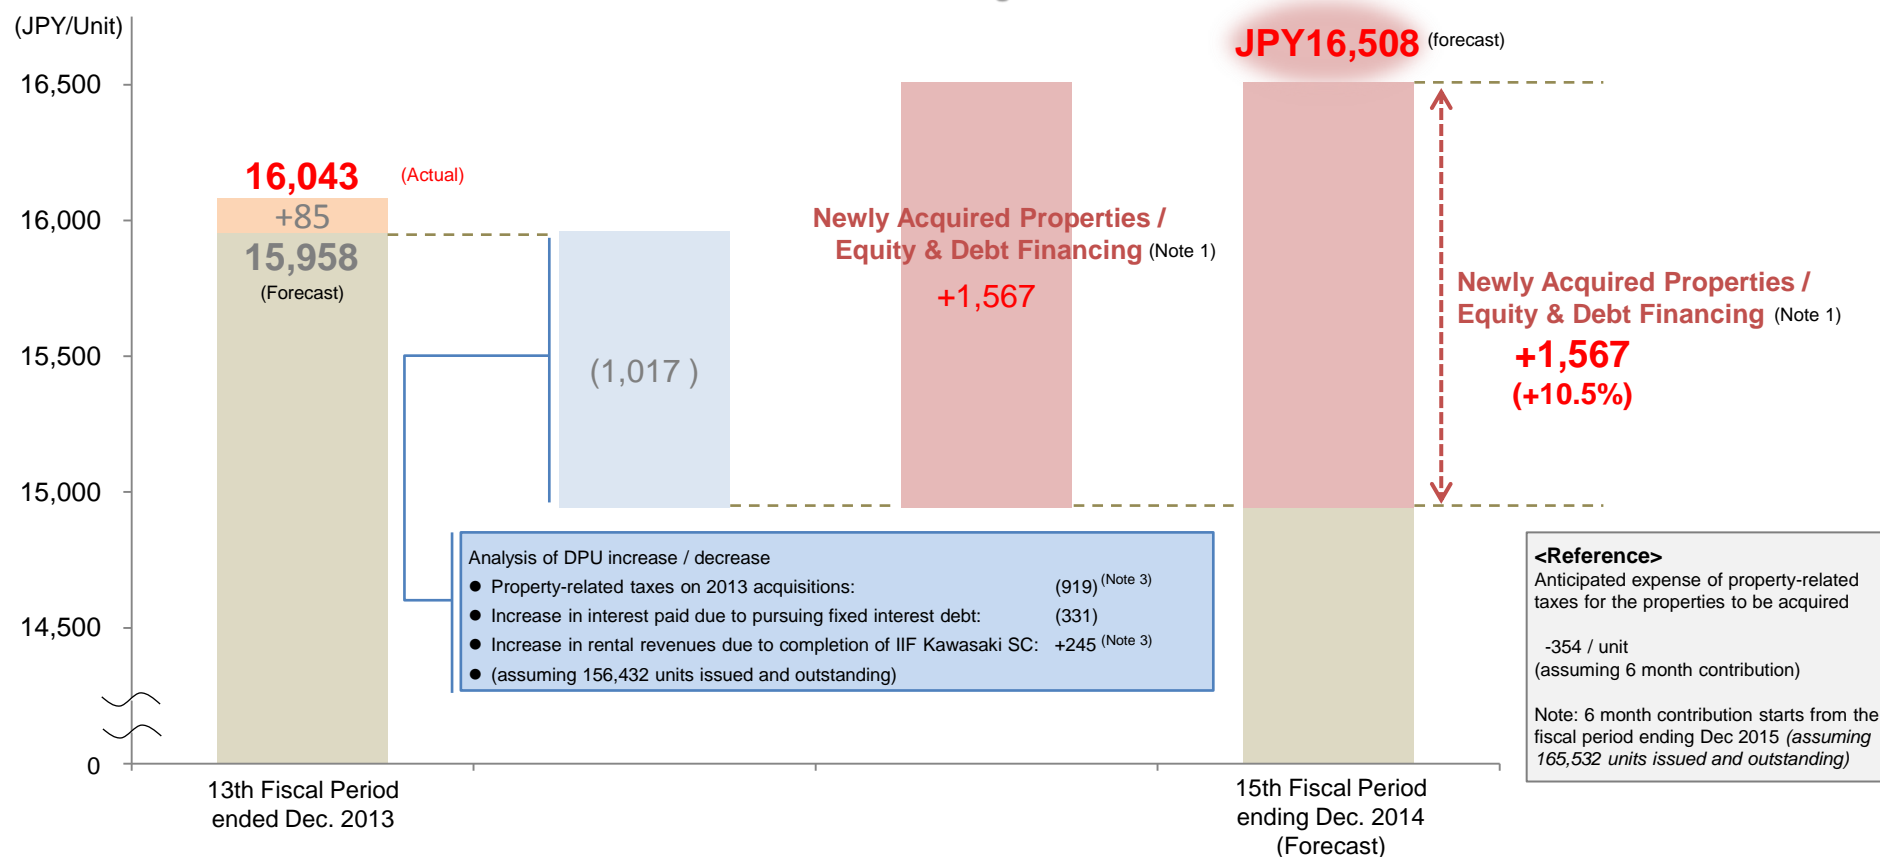 (JPY/Unit)
16,500
16,000
15,500
15,000
14,500
0
16,043 (Actual)
+85
15,958
(Forecast)
(1,017 )
Newly Acquired Properties /
Equity & Debt Financing (Note 1)
+1,567
JPY16,508 (forecast)
Newly Acquired Properties /
Equity & Debt Financing (Note 1)
+1,567
(+10.5%)
Analysis of DPU increase / decrease
● Property-related taxes on 2013 acquisitions: (919) (Note 3)
● Increase in interest paid due to pursuing fixed interest debt: (331)
● Increase in rental revenues due to completion of IIF Kawasaki SC: +245 (Note 3)
● (assuming 156,432 units issued and outstanding)
<Reference>
Anticipated expense of property-related
taxes for the properties to be acquired
-354 / unit
(assuming 6 month contribution)
Note: 6 month contribution starts from the
fiscal period ending Dec 2015 (assuming
165,532 units issued and outstanding)
13th Fiscal Period
ended Dec. 2013
15th Fiscal Period
ending Dec. 2014
(Forecast)